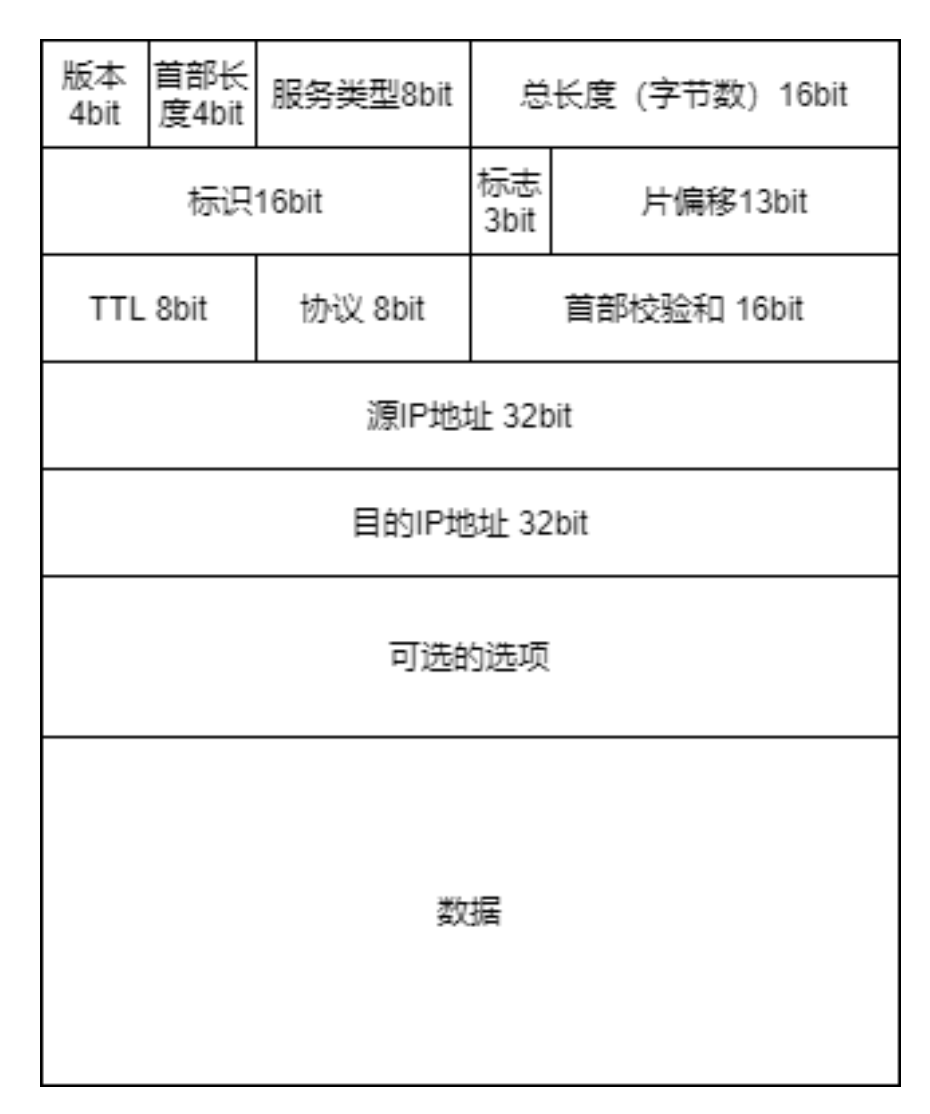 版本
4bit
首部长
度4bit
服务类型8bit
总长度（字节数）16bit
标识16bit
标志
3bit
片偏移13bit
TTL 8bit
协议 8bit
首部校验和 16bit
源IP地址 32bit
目的IP地址 32bit
可选的选项
数据